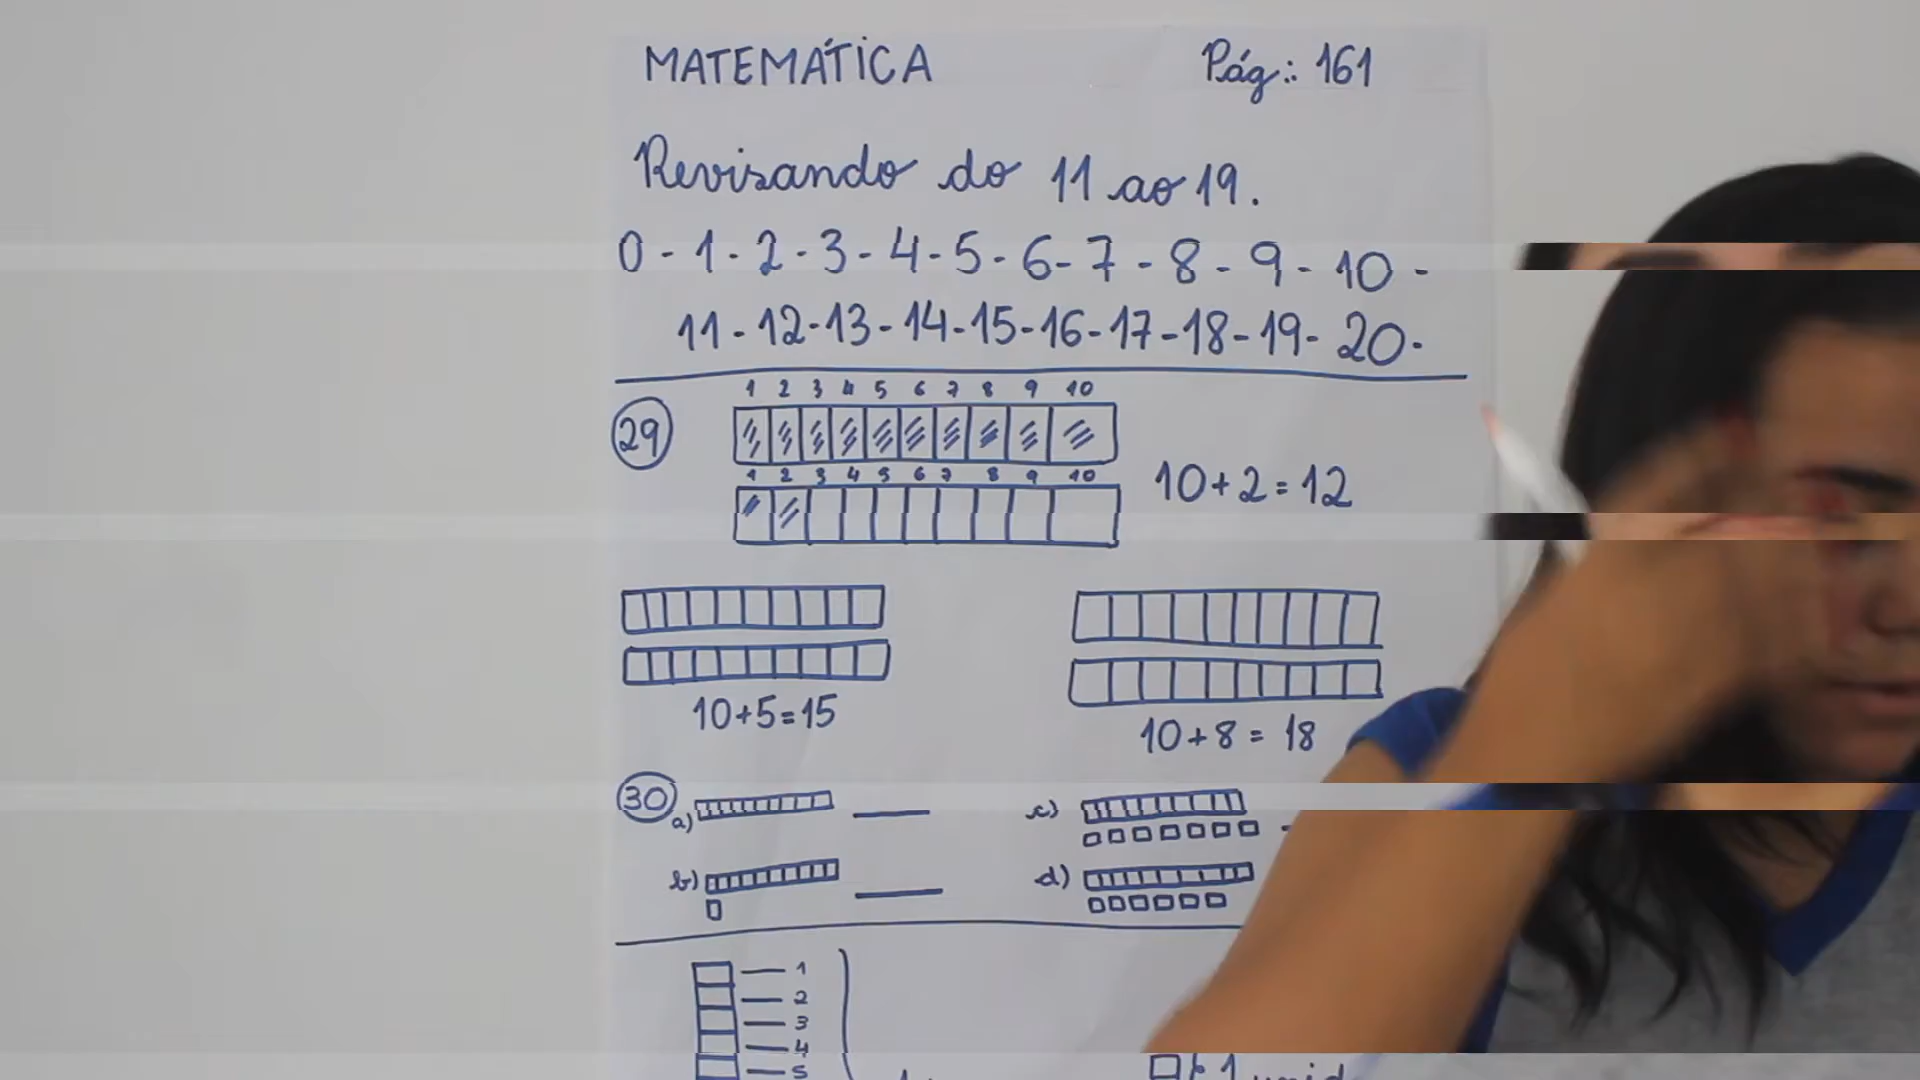 MATEMÁTICA Pág.: 161
Revisando do 11 ao 19.
0 - 1 - 2 - 3 - 4 - 5 - 6 - 7 - 8 - 9 - 10 -
11 - 12 - 13 - 14 - 15 - 16 - 17 - 18 - 19 - 20 -
1 2 3 4 5 6 7 8 9 10
29
1 2 3 4 5 6 7 8 9 10
10+2=12
10+5=15
10+8=18
30
a)
c)
b)
d)
1
2
3
4
5
1